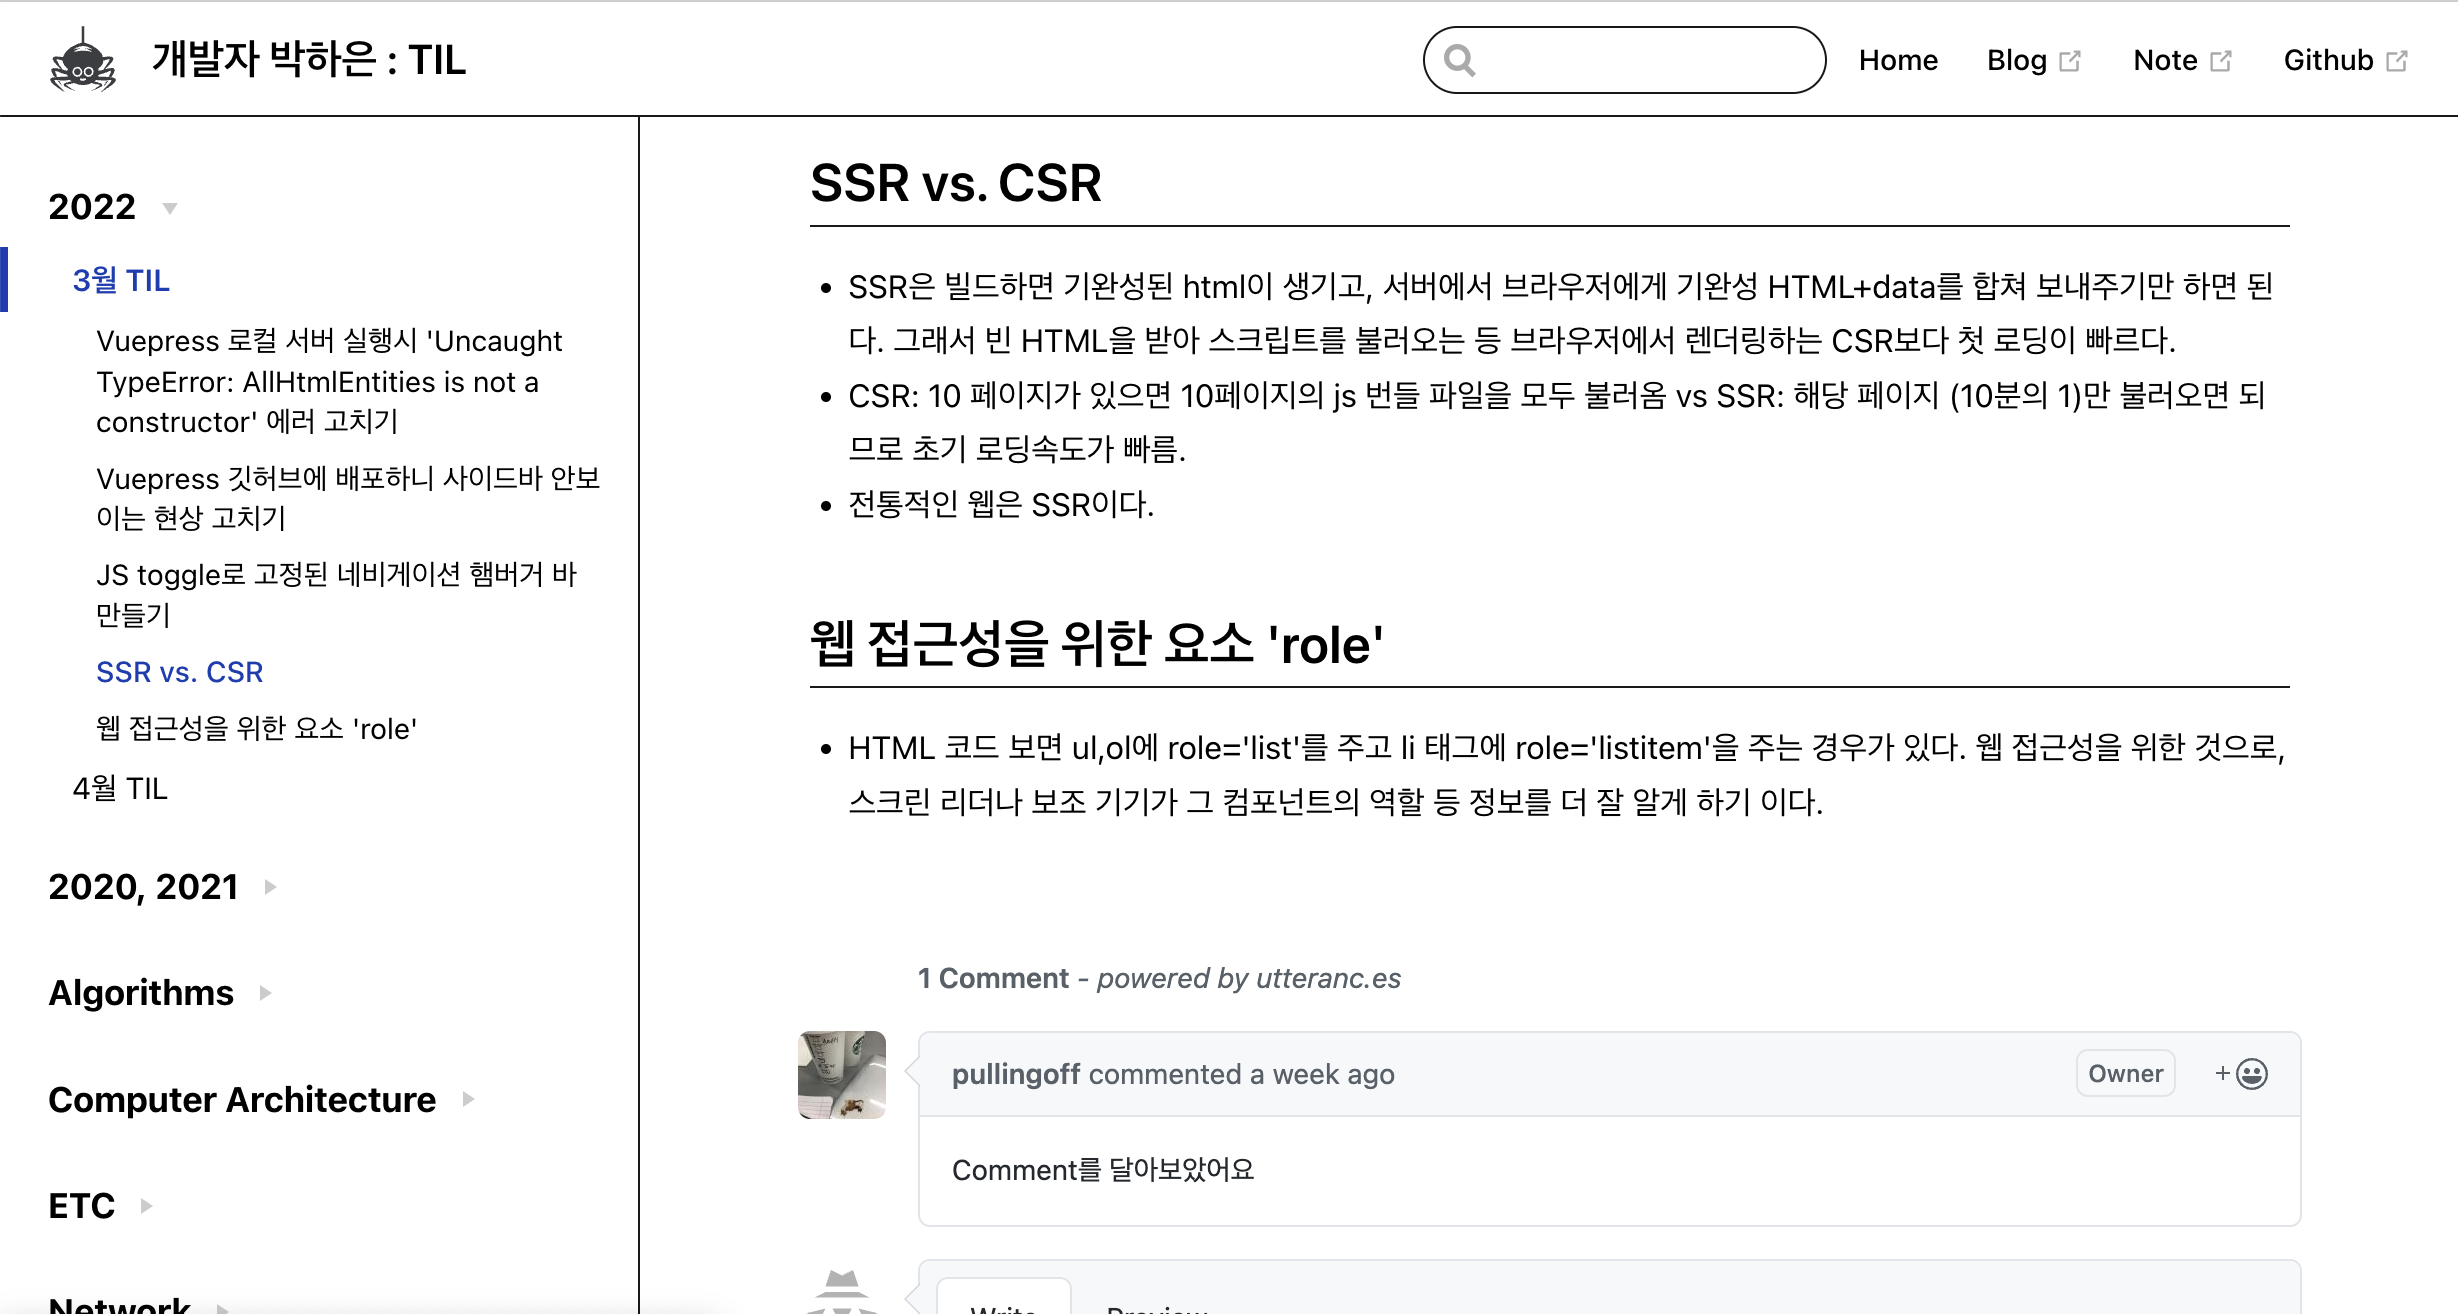 개발자 박하은 : TIL
Home
Blog
Note
Github
2022
3월 TIL
Vuepress 로컬 서버 실행시 'Uncaught
TypeError: AllHtmlEntities is not a
constructor' 에러 고치기
Vuepress 깃허브에 배포하니 사이드바 안보
이는 현상 고치기
JS toggle로 고정된 네비게이션 햄버거 바
만들기
SSR vs. CSR
웹 접근성을 위한 요소 'role'
4월 TIL
2020, 2021
Algorithms
Computer Architecture
ETC
Network
SSR vs. CSR
SSR은 빌드하면 기완성된 html이 생기고, 서버에서 브라우저에게 기완성 HTML+data를 합쳐 보내주기만 하면 된
다. 그래서 빈 HTML을 받아 스크립트를 불러오는 등 브라우저에서 렌더링하는 CSR보다 첫 로딩이 빠르다.
CSR: 10 페이지가 있으면 10페이지의 js 번들 파일을 모두 불러옴 vs SSR: 해당 페이지 (10분의 1)만 불러오면 되
므로 초기 로딩속도가 빠름.
전통적인 웹은 SSR이다.
웹 접근성을 위한 요소 'role'
HTML 코드 보면 ul,ol에 role='list'를 주고 li 태그에 role='listitem'을 주는 경우가 있다. 웹 접근성을 위한 것으로,
스크린 리더나 보조 기기가 그 컴포넌트의 역할 등 정보를 더 잘 알게 하기 이다.
1 Comment - powered by utteranc.es
pullingoff commented a week ago
Owner
Comment를 달아보았어요
Write
Preview